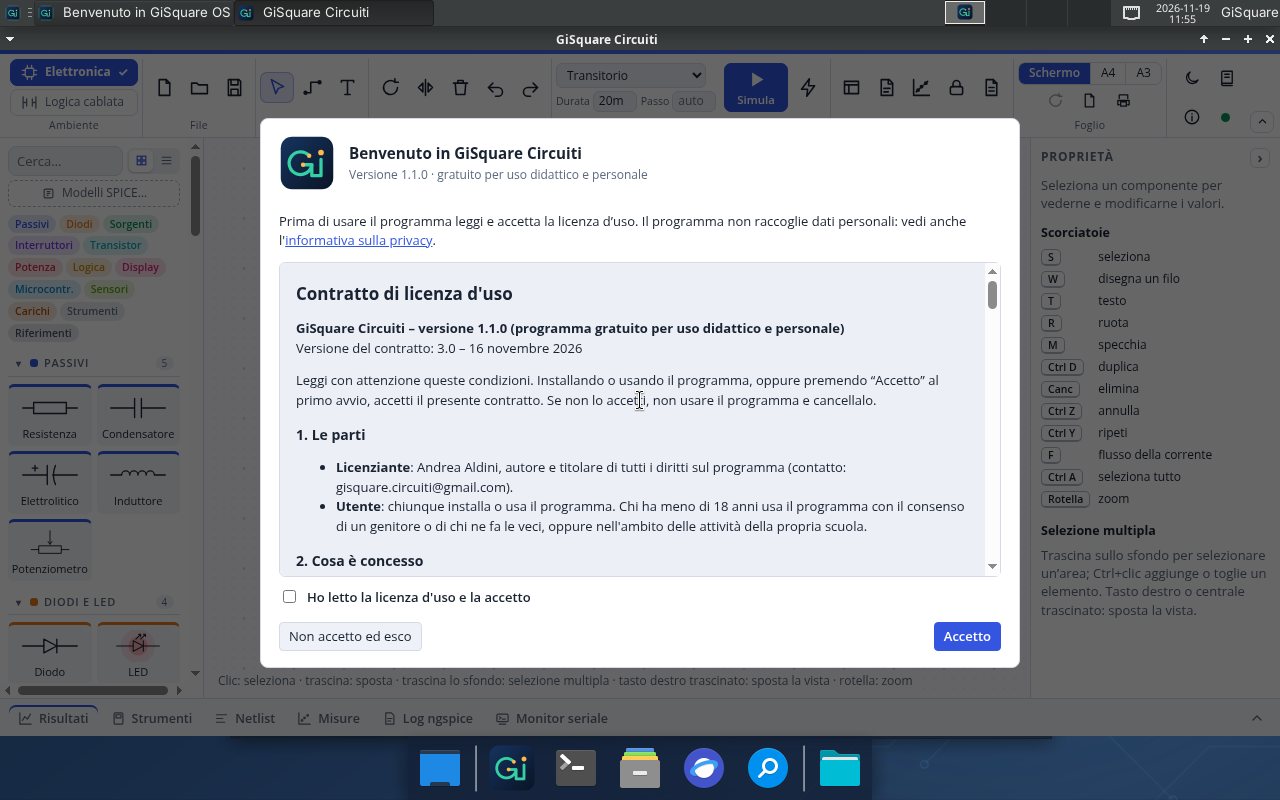 Benvenuto in GiSquare OS
GiSquare Circuiti
2026-11-19
11:55
GiSquare
GiSquare Circuiti
Elettronica
Logica cablata
Ambiente
File
Transitorio
Durata 20m Passo auto
Simula
Schermo A4 A3
Foglio
Cerca...
Modelli SPICE...
Passivi Diodi Sorgenti
Interruttori Transistor
Potenza Logica Display
Microcontr. Sensori
Carichi Strumenti
Riferimenti
PASSIVI 5
Resistenza Condensatore
Elettrolitico Induttore
Potenziometro
DIODI E LED 4
Diodo LED
Benvenuto in GiSquare Circuiti
Versione 1.1.0 · gratuito per uso didattico e personale
Prima di usare il programma leggi e accetta la licenza d'uso. Il programma non raccoglie dati personali: vedi anche
l'informativa sulla privacy.
Contratto di licenza d'uso
GiSquare Circuiti – versione 1.1.0 (programma gratuito per uso didattico e personale)
Versione del contratto: 3.0 – 16 novembre 2026
Leggi con attenzione queste condizioni. Installando o usando il programma, oppure premendo “Accetto” al
primo avvio, accetti il presente contratto. Se non lo accetti, non usare il programma e cancellalo.
1. Le parti
• Licenziante: Andrea Aldini, autore e titolare di tutti i diritti sul programma (contatto:
gisquare.circuiti@gmail.com).
• Utente: chiunque installa o usa il programma. Chi ha meno di 18 anni usa il programma con il consenso
di un genitore o di chi ne fa le veci, oppure nell'ambito delle attività della propria scuola.
2. Cosa è concesso
Ho letto la licenza d'uso e la accetto
Non accetto ed esco
Accetto
PROPRIETÀ
Seleziona un componente per
vederne e modificarne i valori.
Scorciatoie
S seleziona
W disegna un filo
T testo
R ruota
M specchia
Ctrl D duplica
Canc elimina
Ctrl Z annulla
Ctrl Y ripeti
F flusso della corrente
Ctrl A seleziona tutto
Rotella zoom
Selezione multipla
Trascina sullo sfondo per selezionare
un'area; Ctrl+clic aggiunge o toglie un
elemento. Tasto destro o centrale
trascinato: sposta la vista.
Clic: seleziona · trascina: sposta · trascina lo sfondo: selezione multipla · tasto destro trascinato: sposta la vista · rotella: zoom
Risultati Strumenti Netlist Misure Log ngspice Monitor seriale